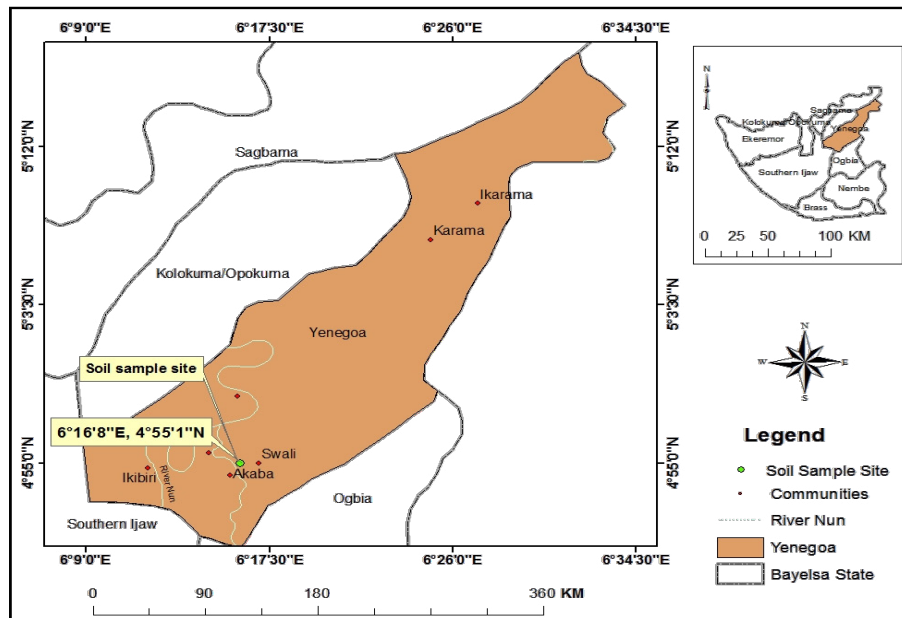 6°9'0"E 6°17'30"E 6°26'0"E 6°34'30"E
5°12'0"N
5°12'0"N
5°3'30"N
5°3'30"N
4°55'0"N
4°55'0"N
Sagbama
Ikarama
Karama
Kolokuma/Opokuma
Yenegoa
Soil sample site
6°16'8"E, 4°55'1"N
Swali
Akaba
Ikibiri
River Nun
Ogbia
Southern Ijaw
6°9'0"E 6°17'30"E 6°26'0"E 6°34'30"E
0 90 180 360 KM
N
Sagbama
Kolokuma/Opokuma
Yenegoa
Ekeremor
Ogbia
Southern Ijaw
Nembe
Brass
0 25 50 100 KM
N
W E
S
Legend
Soil Sample Site
Communities
River Nun
Yenegoa
Bayelsa State